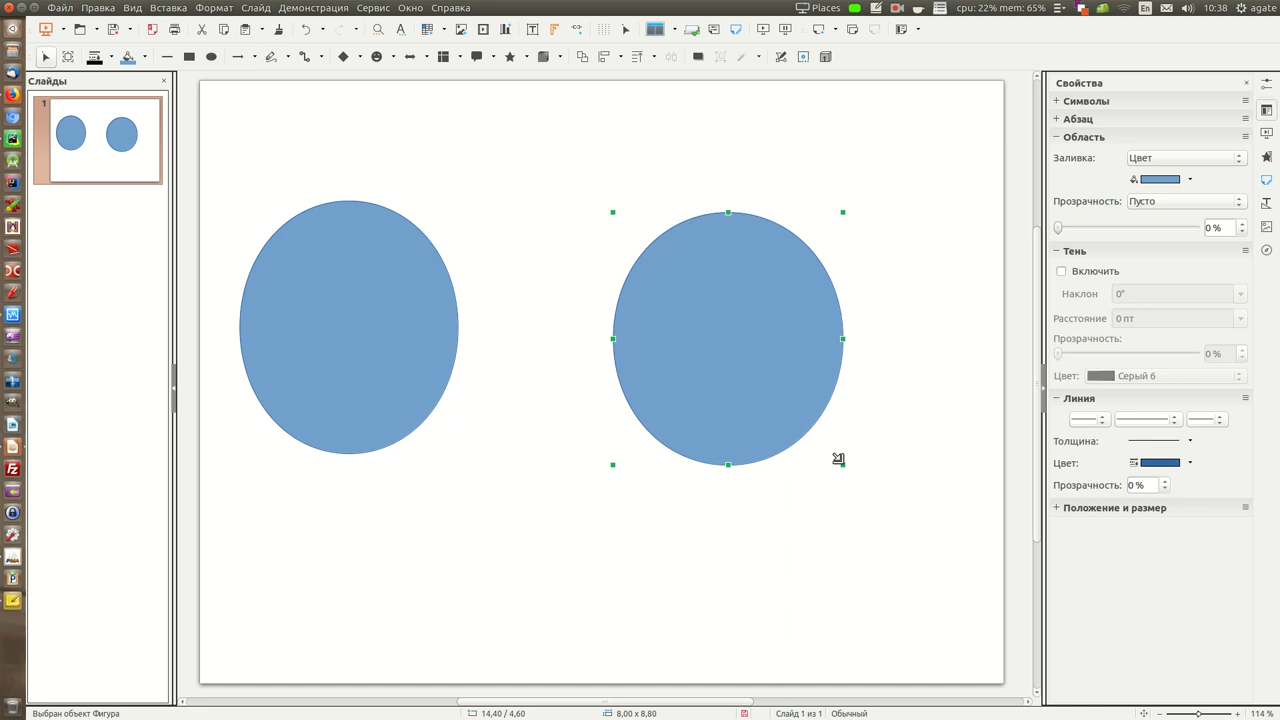 Файл Правка Вид Вставка Формат Слайд Демонстрация Сервис Окно Справка
Places cpu: 22% mem: 65% En 10:38 agate
Слайды
1
Свойства
Символы
Абзац
Область
Заливка: Цвет
Прозрачность: Пусто
0 %
Тень
Включить
Наклон 0°
Расстояние 0 пт
Прозрачность:
0 %
Цвет: Серый 6
Линия
Толщина:
Цвет:
Прозрачность: 0 %
Положение и размер
Выбран объект Фигура 14,40 / 4,60 8,00 x 8,80 Слайд 1 из 1 Обычный 114 %